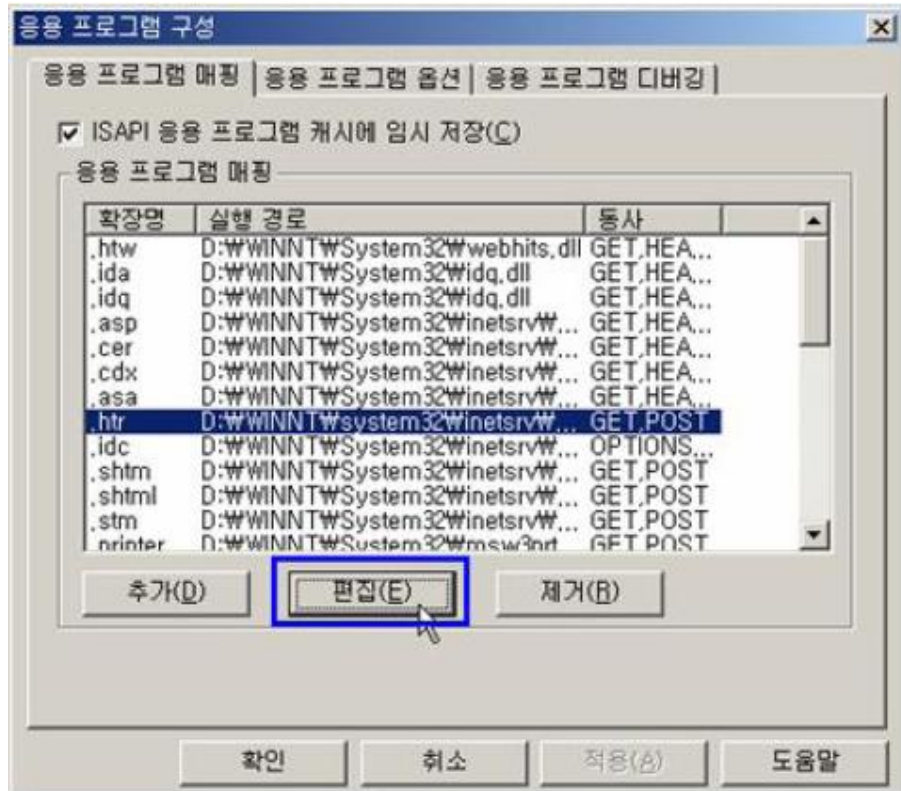 응용 프로그램 구성
응용 프로그램 매핑 응용 프로그램 옵션 응용 프로그램 디버깅
ISAPI 응용 프로그램 캐시에 임시 저장(C)
응용 프로그램 매핑
확장명 실행 경로 동사
.htw D:₩WINNT₩System32₩webhits.dll GET,HEA...
.ida D:₩WINNT₩System32₩idq.dll GET,HEA...
.idq D:₩WINNT₩System32₩idq.dll GET,HEA...
.asp D:₩WINNT₩System32₩inetsrv₩... GET,HEA...
.cer D:₩WINNT₩System32₩inetsrv₩... GET,HEA...
.cdx D:₩WINNT₩System32₩inetsrv₩... GET,HEA...
.asa D:₩WINNT₩System32₩inetsrv₩... GET,HEA...
.htr D:₩WINNT₩system32₩inetsrv₩... GET,POST
.idc D:₩WINNT₩System32₩inetsrv₩... OPTIONS...
.shtm D:₩WINNT₩System32₩inetsrv₩... GET,POST
.shtml D:₩WINNT₩System32₩inetsrv₩... GET,POST
.stm D:₩WINNT₩System32₩inetsrv₩... GET,POST
.printer D:₩WINNT₩System32₩msw3prt... GET,POST
추가(D) 편집(E) 제거(R)
확인 취소 적용(A) 도움말